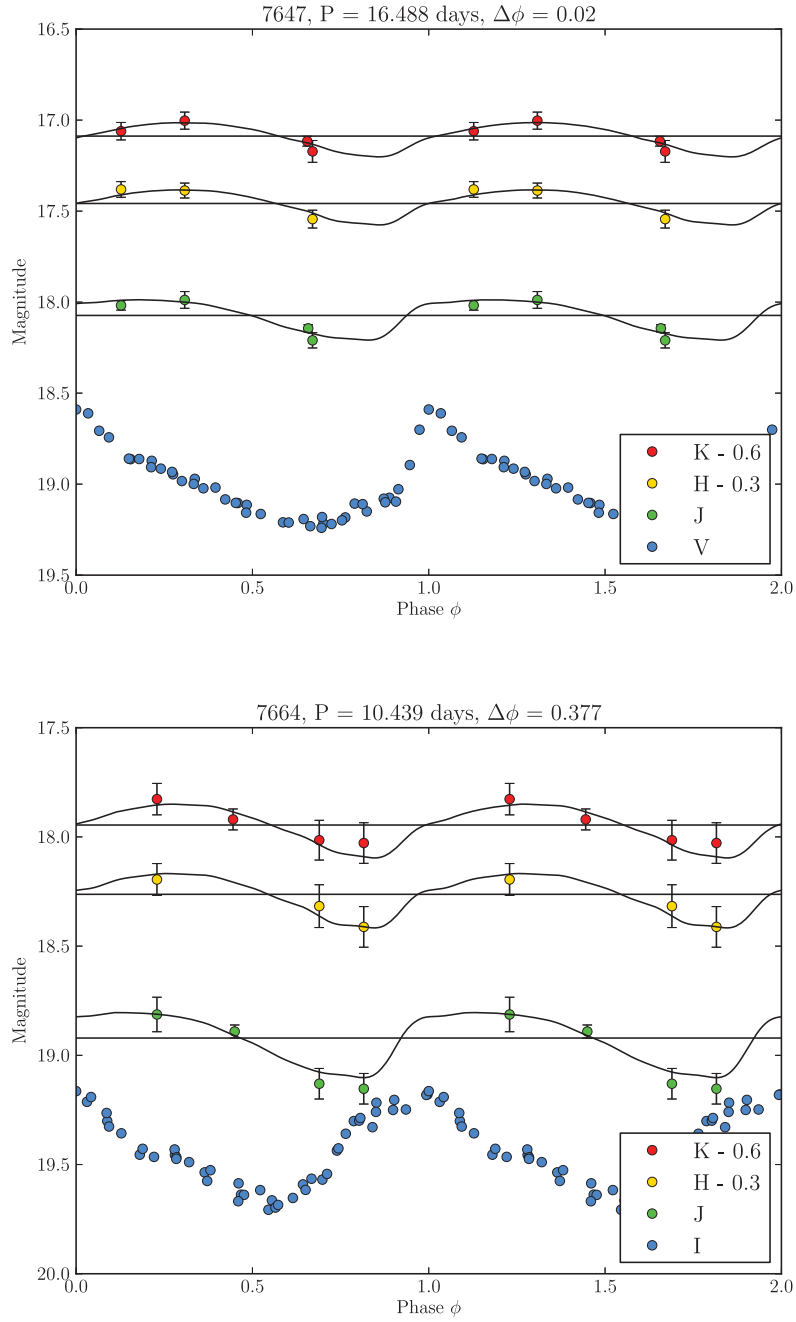 7647, P = 16.488 days, Δϕ = 0.02
16.5
17.0
17.5
18.0
18.5
19.0
19.5
Magnitude
K - 0.6
H - 0.3
J
V
0.0 0.5 1.0 1.5 2.0
Phase ϕ
7664, P = 10.439 days, Δϕ = 0.377
17.5
18.0
18.5
19.0
19.5
20.0
Magnitude
K - 0.6
H - 0.3
J
I
0.0 0.5 1.0 1.5 2.0
Phase ϕ